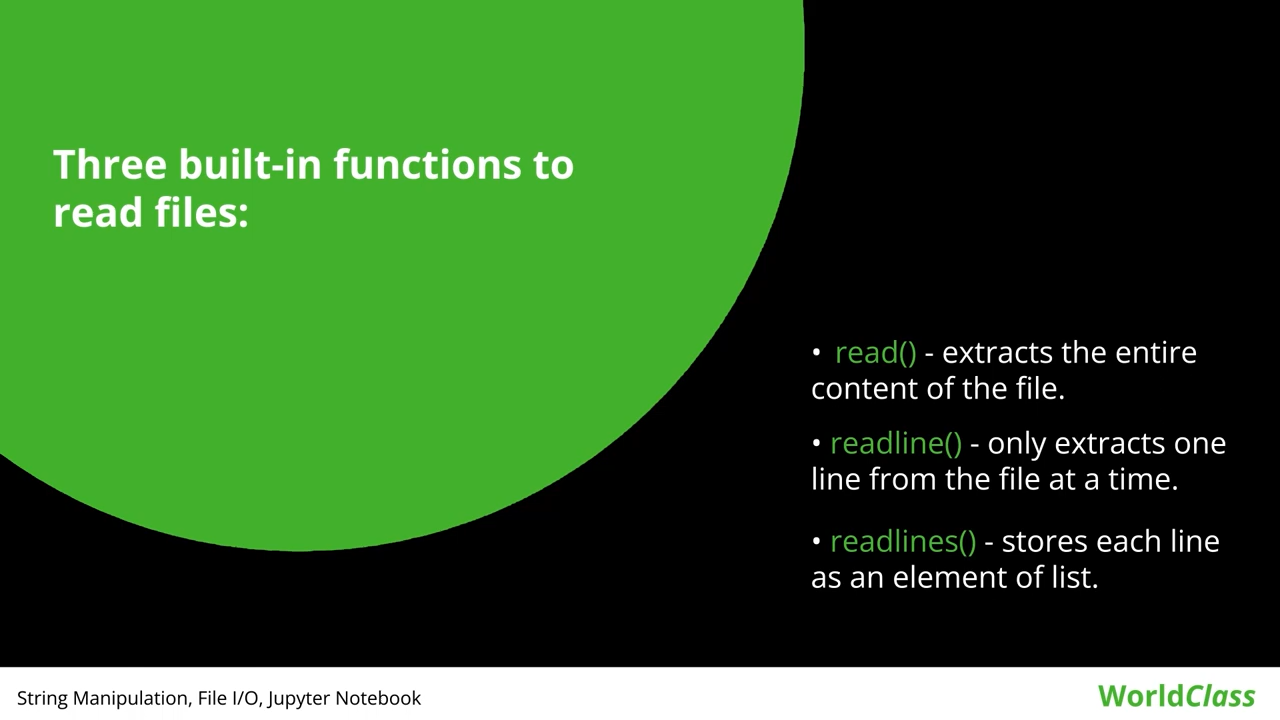 Three built-in functions to
read files:
• read() - extracts the entire
content of the file.
• readline() - only extracts one
line from the file at a time.
• readlines() - stores each line
as an element of list.
String Manipulation, File I/O, Jupyter Notebook
WorldClass